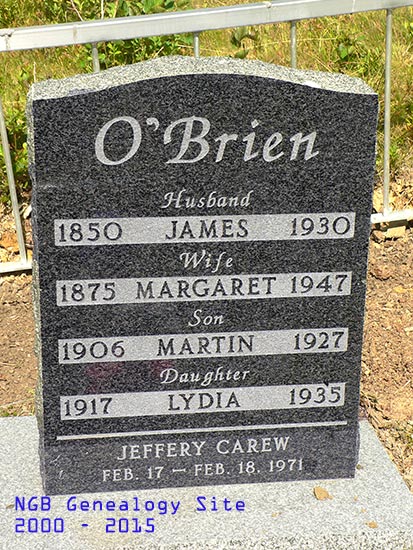 O'Brien
Husband
1850 JAMES 1930
Wife
1875 MARGARET 1947
Son
1906 MARTIN 1927
Daughter
1917 LYDIA 1935
JEFFERY CAREW
FEB. 17 — FEB. 18, 1971
NGB Genealogy Site
2000 - 2015